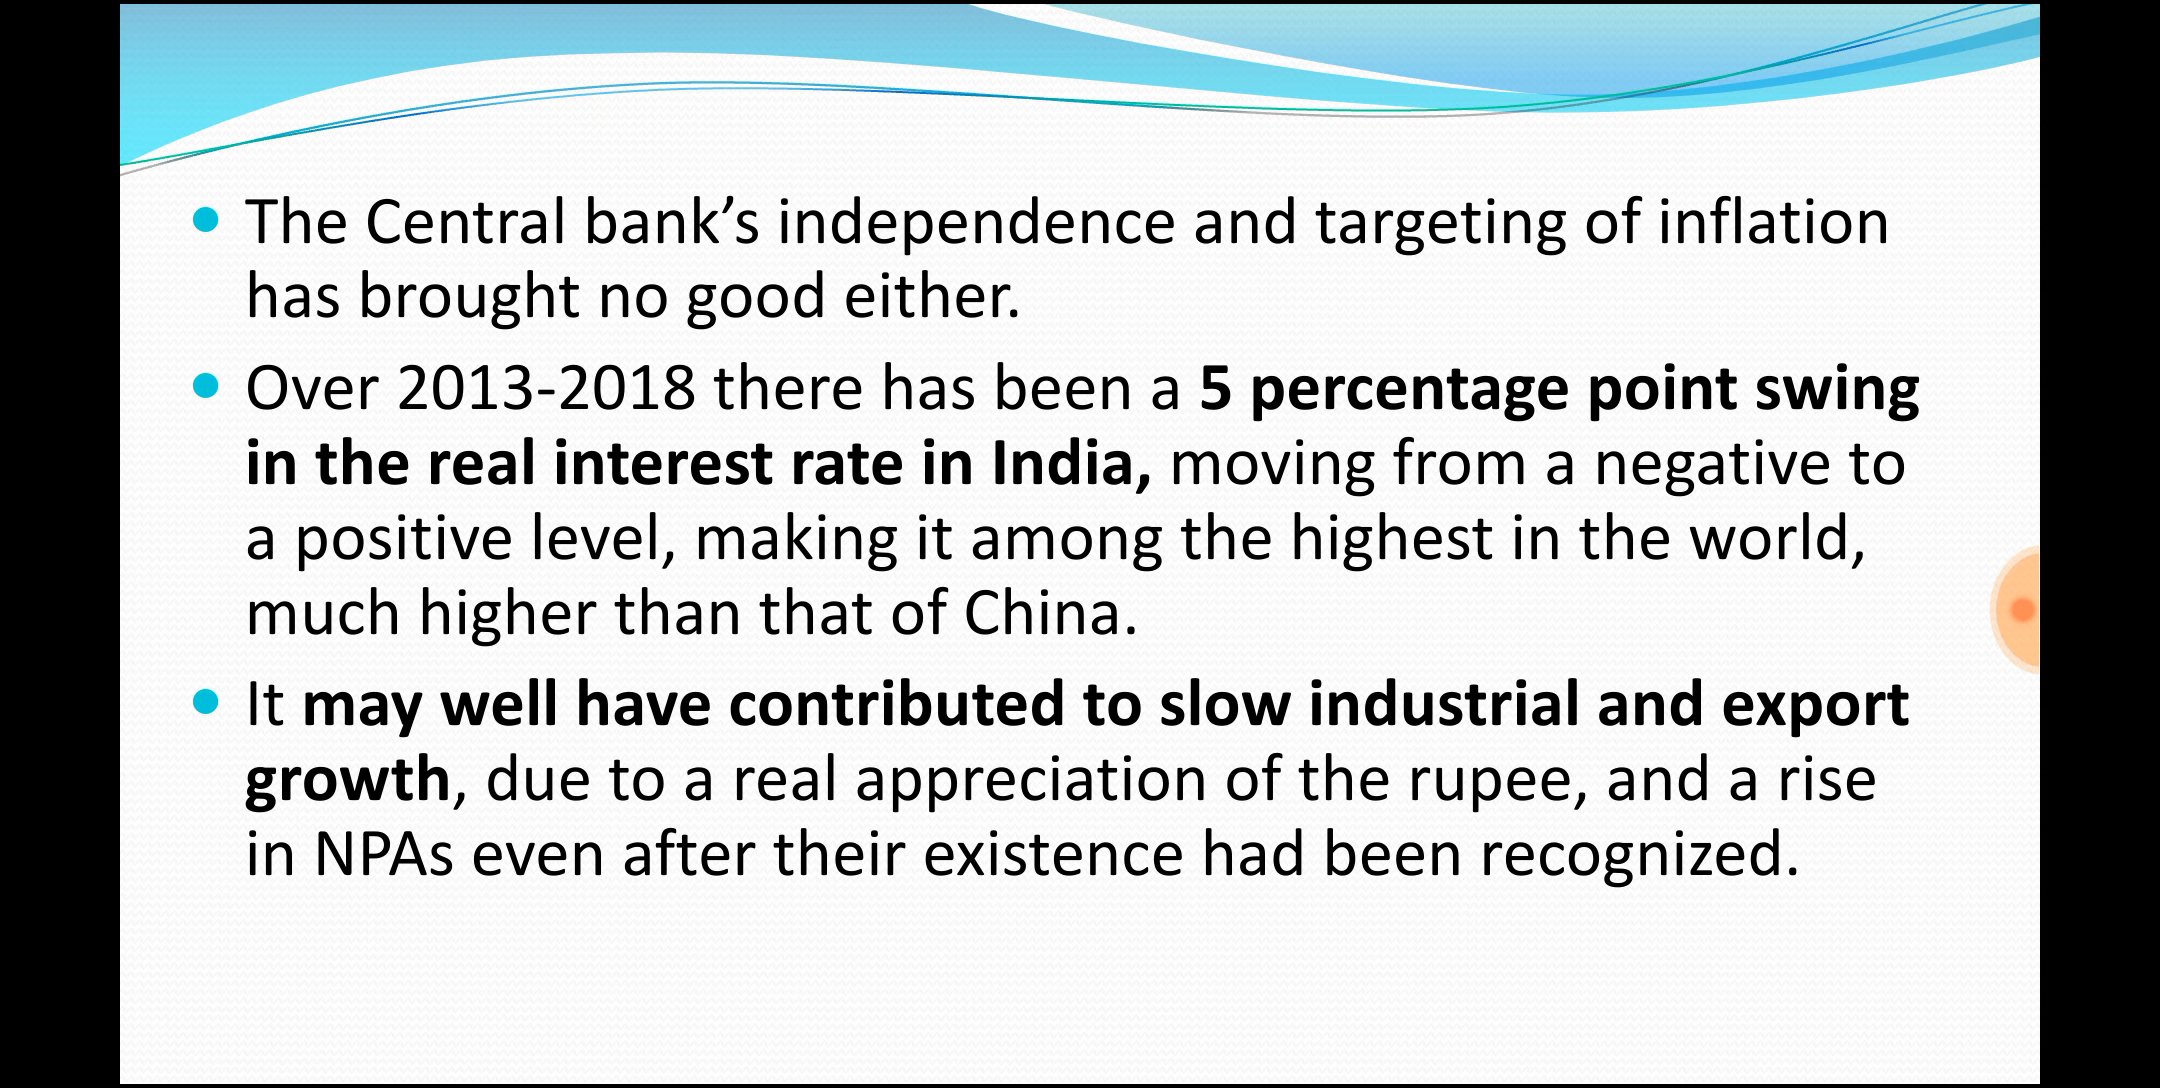 The Central bank’s independence and targeting of inflation
has brought no good either.
Over 2013-2018 there has been a 5 percentage point swing
in the real interest rate in India, moving from a negative to
a positive level, making it among the highest in the world,
much higher than that of China.
It may well have contributed to slow industrial and export
growth, due to a real appreciation of the rupee, and a rise
in NPAs even after their existence had been recognized.